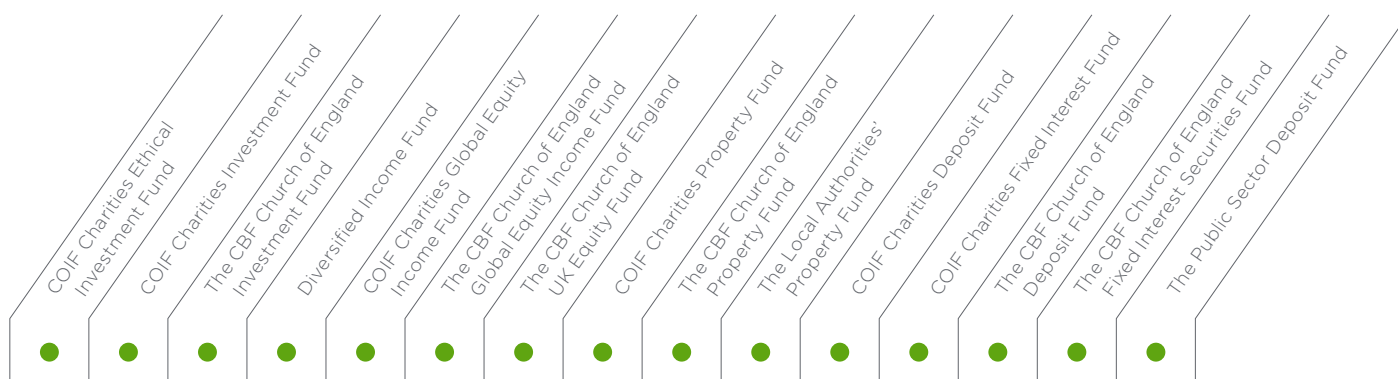 COIF Charities Ethical
Investment Fund
COIF Charities Investment Fund
The CBF Church of England
Investment Fund
Diversified Income Fund
COIF Charities Global Equity
Income Fund
The CBF Church of England
Global Equity Income Fund
The CBF Church of England
UK Equity Fund
COIF Charities Property Fund
The CBF Church of England
Property Fund
The Local Authorities’
Property Fund
COIF Charities Deposit Fund
COIF Charities Fixed Interest Fund
The CBF Church of England
Deposit Fund
The CBF Church of England
Fixed Interest Securities Fund
The Public Sector Deposit Fund